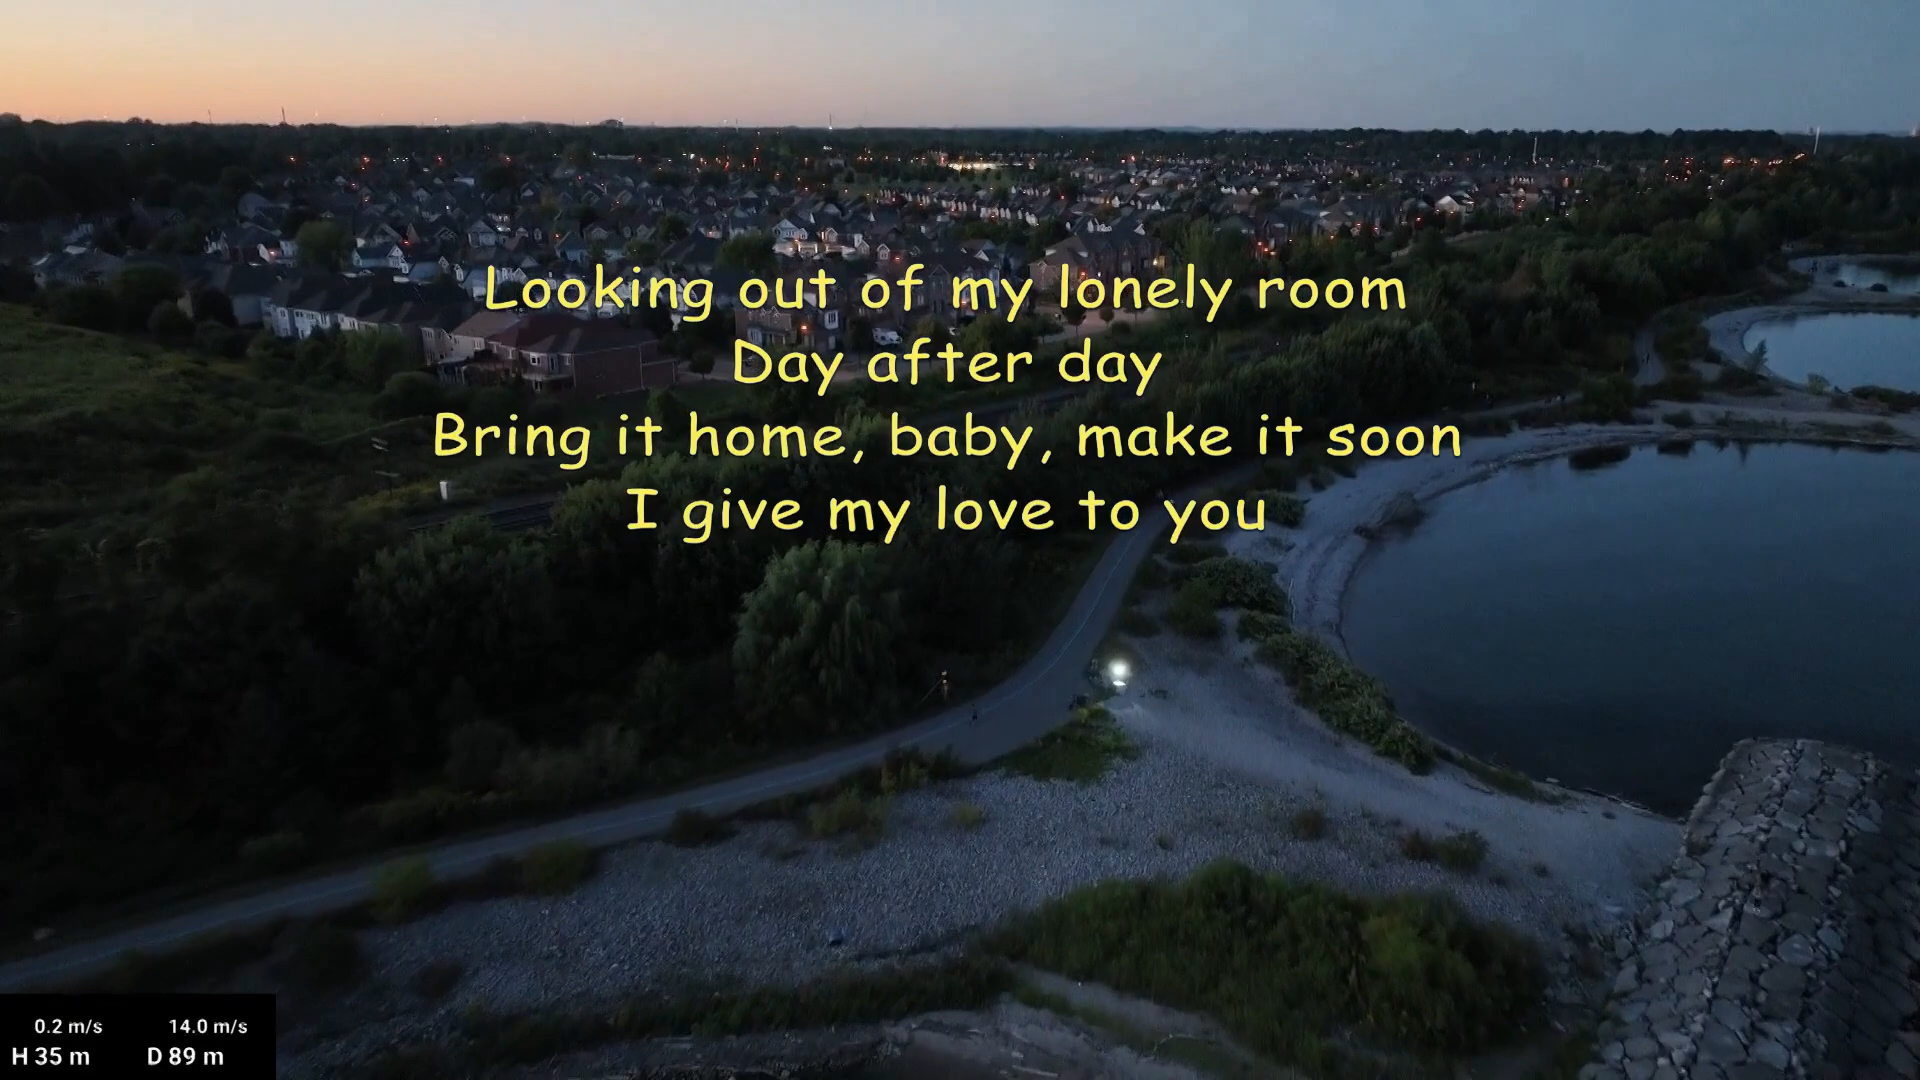 Looking out of my lonely room
Day after day
Bring it home, baby, make it soon
I give my love to you
0.2 m/s 14.0 m/s
H 35 m D 89 m